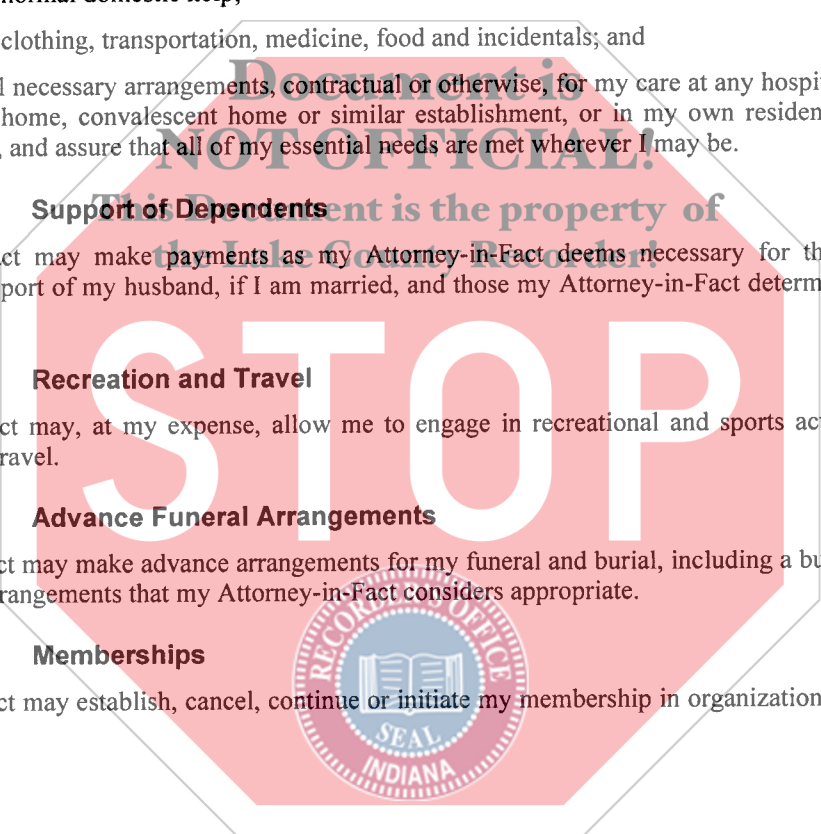 normal domestic help;
clothing, transportation, medicine, food and incidentals; and
necessary arrangements, contractual or otherwise, for my care at any
Document is
home, convalescent home or similar establishment, or in my own
NOT OFFICIAL!
, and assure that all of my essential needs are met wherever I may be.
Support of Dependents
This Document is the property of
may make payments as my Attorney-in-Fact deems necessary for
the Lake County Recorder!
port of my husband, if I am married, and those my Attorney-in-Fact
STOP
Recreation and Travel
ct may, at my expense, allow me to engage in recreational and sports
ravel.
Advance Funeral Arrangements
ct may make advance arrangements for my funeral and burial, including a
rangements that my Attorney-in-Fact considers appropriate.
RECORDER'S OFFICE
Memberships
ct may establish, cancel, continue or initiate my membership in organization
SEAL
INDIANA